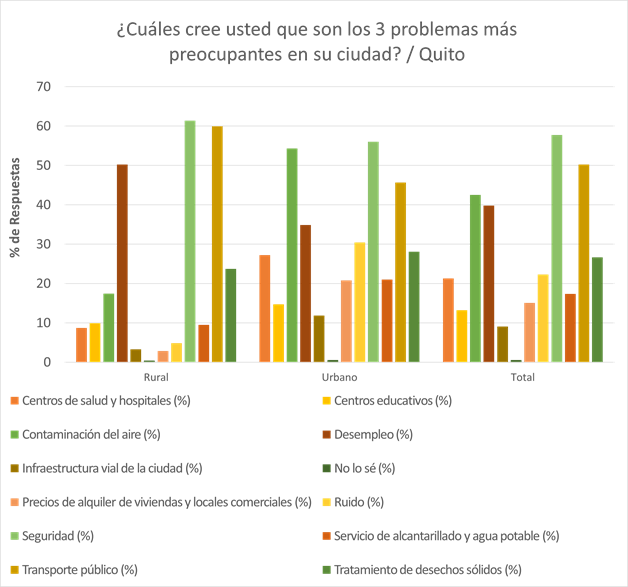 ¿Cuáles cree usted que son los 3 problemas más
preocupantes en su ciudad? / Quito
% de Respuestas
70
60
50
40
30
20
10
0
Rural
Urbano
Total
Centros de salud y hospitales (%)
Centros educativos (%)
Contaminación del aire (%)
Desempleo (%)
Infraestructura vial de la ciudad (%)
No lo sé (%)
Precios de alquiler de viviendas y locales comerciales (%)
Ruido (%)
Seguridad (%)
Servicio de alcantarillado y agua potable (%)
Transporte público (%)
Tratamiento de desechos sólidos (%)